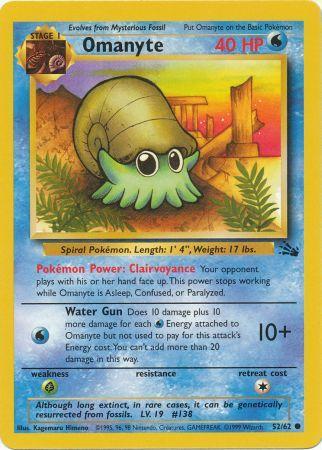 Evolves from Mysterious Fossil
Put Omanyte on the Basic Pokémon
STAGE 1
Omanyte
40 HP
Spiral Pokémon. Length: 1' 4", Weight: 17 lbs.
Pokémon Power: Clairvoyance Your opponent
plays with his or her hand face up. This power stops working
while Omanyte is Asleep, Confused, or Paralyzed.
Water Gun Does 10 damage plus 10
more damage for each Energy attached to
Omanyte but not used to pay for this attack's
Energy cost. You can't add more than 20
damage in this way.
10+
weakness
resistance
retreat cost
Although long extinct, in rare cases, it can be genetically
resurrected from fossils. LV. 19 #138
Illus. Kagemaru Himeno
©1995, 96, 98 Nintendo, Creatures, GAMEFREAK. ©1999 Wizards.
52/62